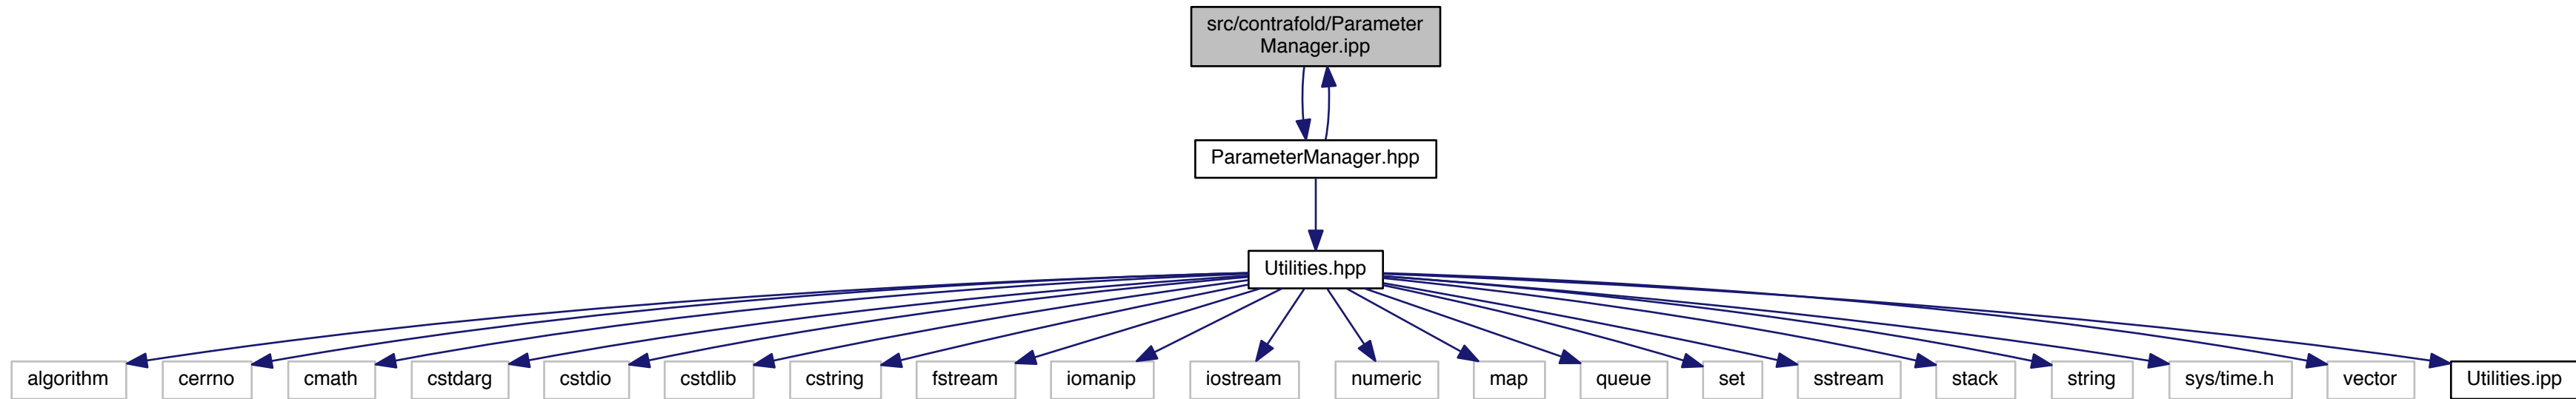 src/contrafold/Parameter
Manager.ipp
ParameterManager.hpp
Utilities.hpp
algorithm
cerrno
cmath
cstdarg
cstdio
cstdlib
cstring
fstream
iomanip
iostream
numeric
map
queue
set
sstream
stack
string
sys/time.h
vector
Utilities.ipp